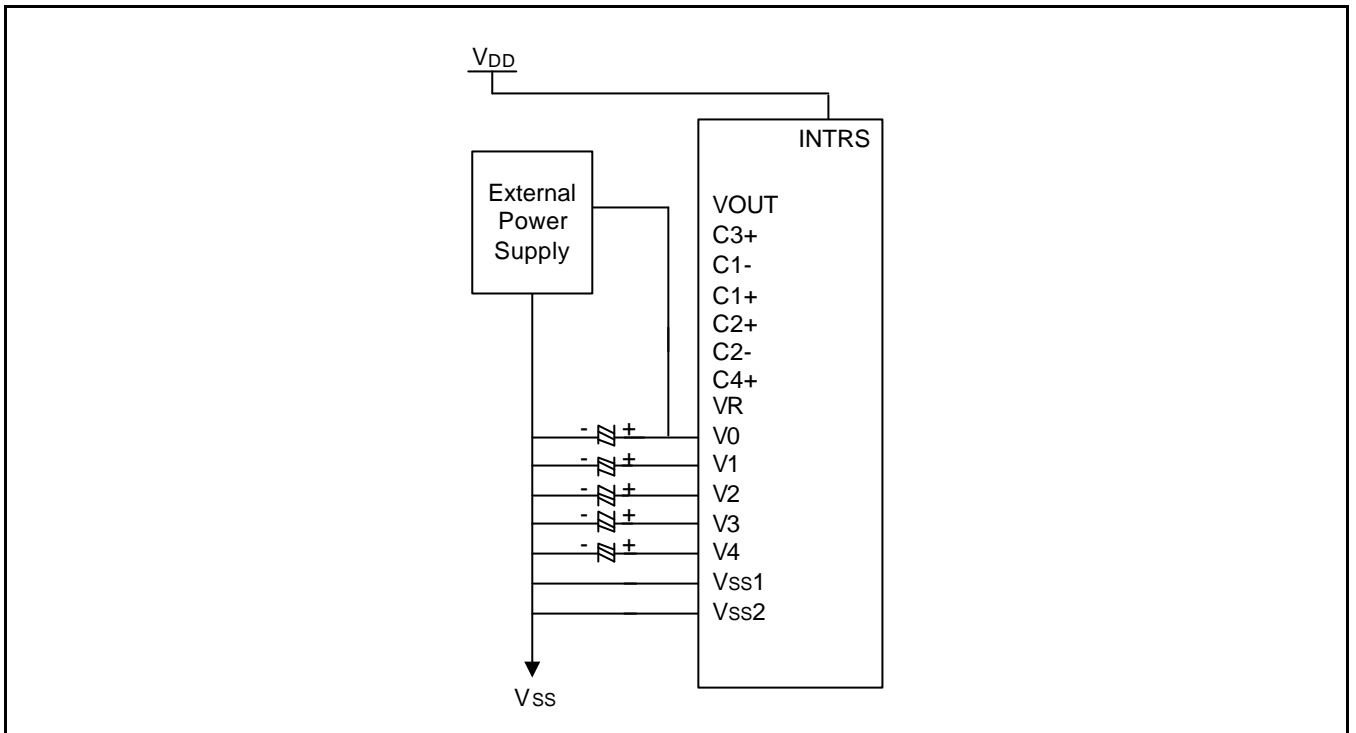 VDD
INTRS
External
Power
Supply
VOUT
C3+
C1-
C1+
C2+
C2-
C4+
VR
- + V0
- + V1
- + V2
- + V3
- + V4
VSS1
VSS2
VSS